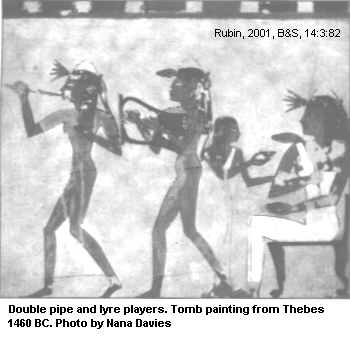 Rubin, 2001, B&S, 14:3:82
Double pipe and lyre players. Tomb painting from Thebes
1460 BC. Photo by Nana Davies